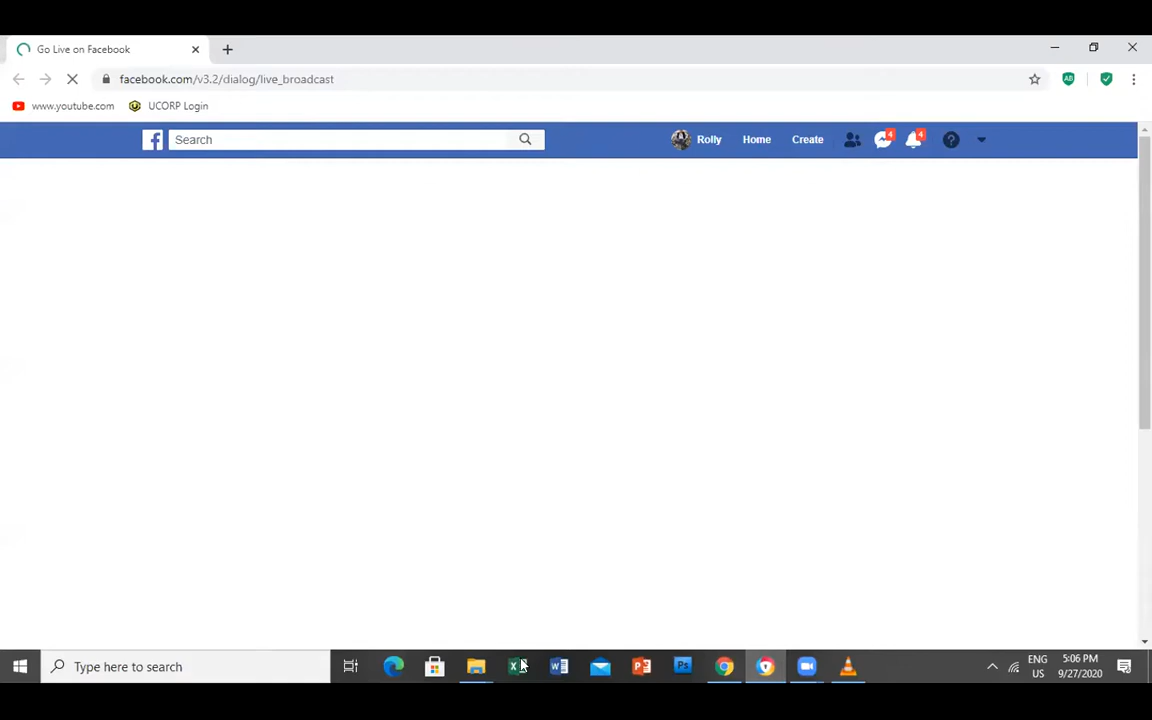 Go Live on Facebook
facebook.com/v3.2/dialog/live_broadcast
AB
www.youtube.com UCORP Login
Search Rolly Home Create 4 4 ?
Type here to search
ENG 5:06 PM
US 9/27/2020